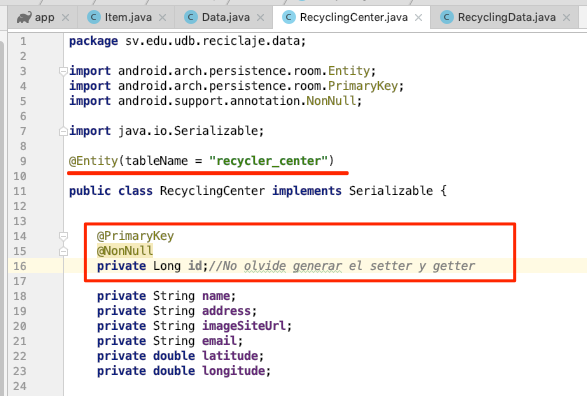 app Item.java Data.java RecyclingCenter.java RecyclingData.java
1 package sv.edu.udb.reciclaje.data;
2
3 import android.arch.persistence.room.Entity;
4 import android.arch.persistence.room.PrimaryKey;
5 import android.support.annotation.NonNull;
6
7 import java.io.Serializable;
8
9 @Entity(tableName = "recycler_center")
10
11 public class RecyclingCenter implements Serializable {
12
13
14 @PrimaryKey
15 @NonNull
16 private Long id;//No olvide generar el setter y getter
17
18 private String name;
19 private String address;
20 private String imageSiteUrl;
21 private String email;
22 private double latitude;
23 private double longitude;
24